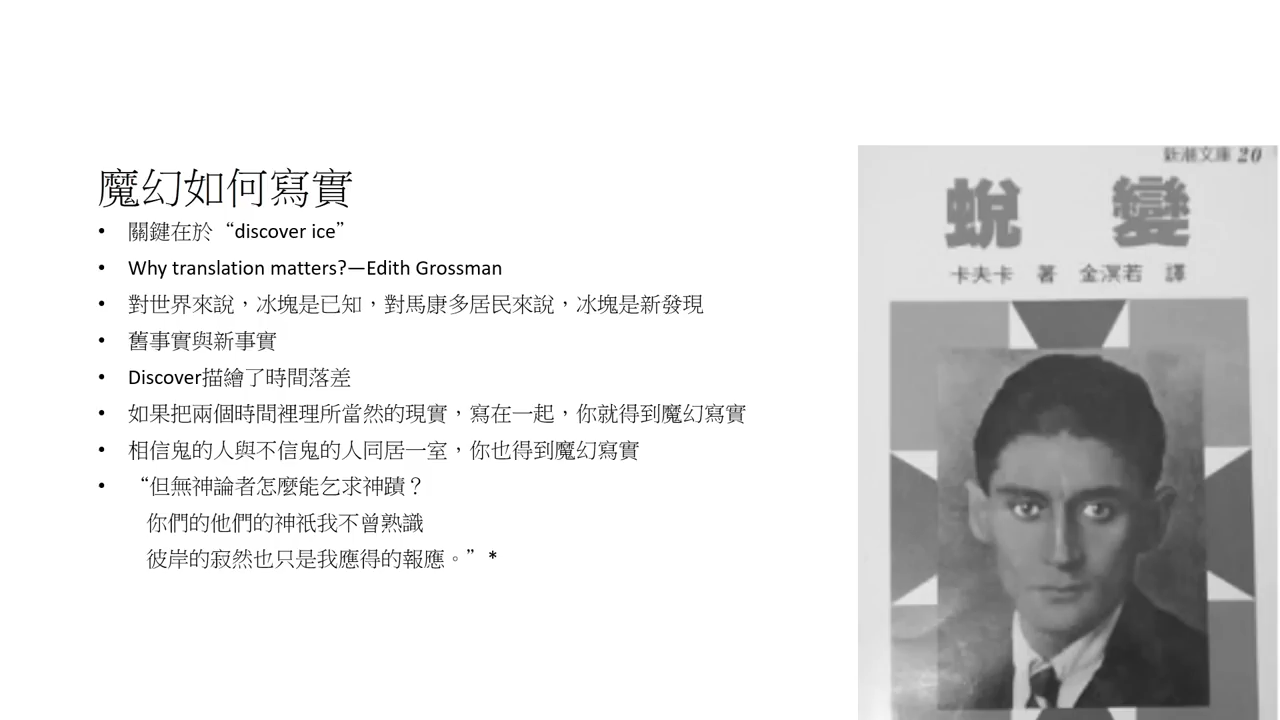 魔幻如何寫實
• 關鍵在於“discover ice”
• Why translation matters?—Edith Grossman
• 對世界來說，冰塊是已知，對馬康多居民來說，冰塊是新發現
• 舊事實與新事實
• Discover描繪了時間落差
• 如果把兩個時間裡理所當然的現實，寫在一起，你就得到魔幻寫實
• 相信鬼的人與不信鬼的人同居一室，你也得到魔幻寫實
• “但無神論者怎麼能乞求神蹟？
你們的他們的神祇我不曾熟識
彼岸的寂然也只是我應得的報應。”*
新潮文庫 20
蛻變
卡夫卡 著 金溟若 譯